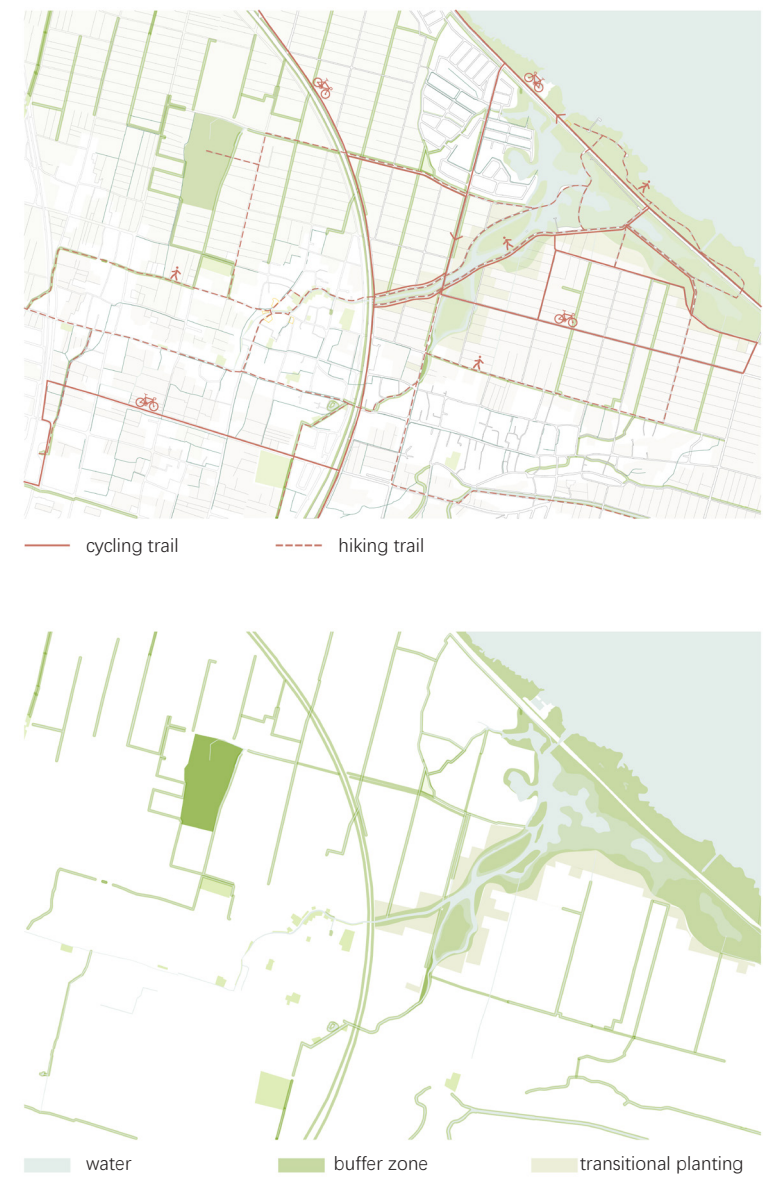 cycling trail
hiking trail
water
buffer zone
transitional planting